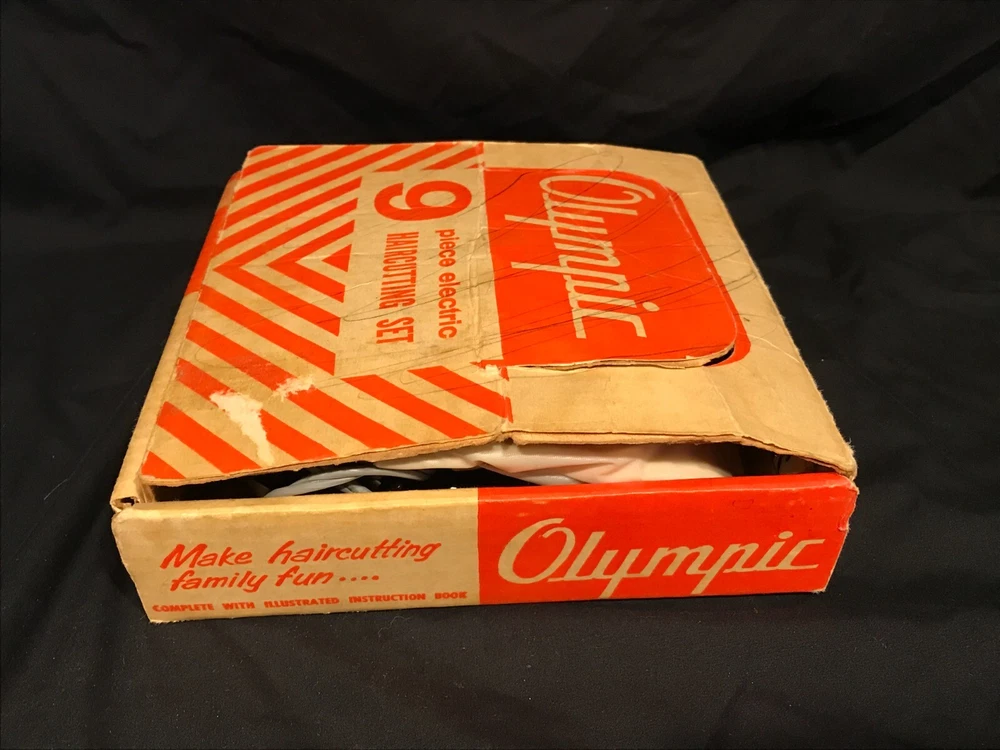 Olympic
9
piece electric
HAIRCUTTING SET
Make haircutting
family fun....
COMPLETE WITH ILLUSTRATED INSTRUCTION BOOK
Olympic